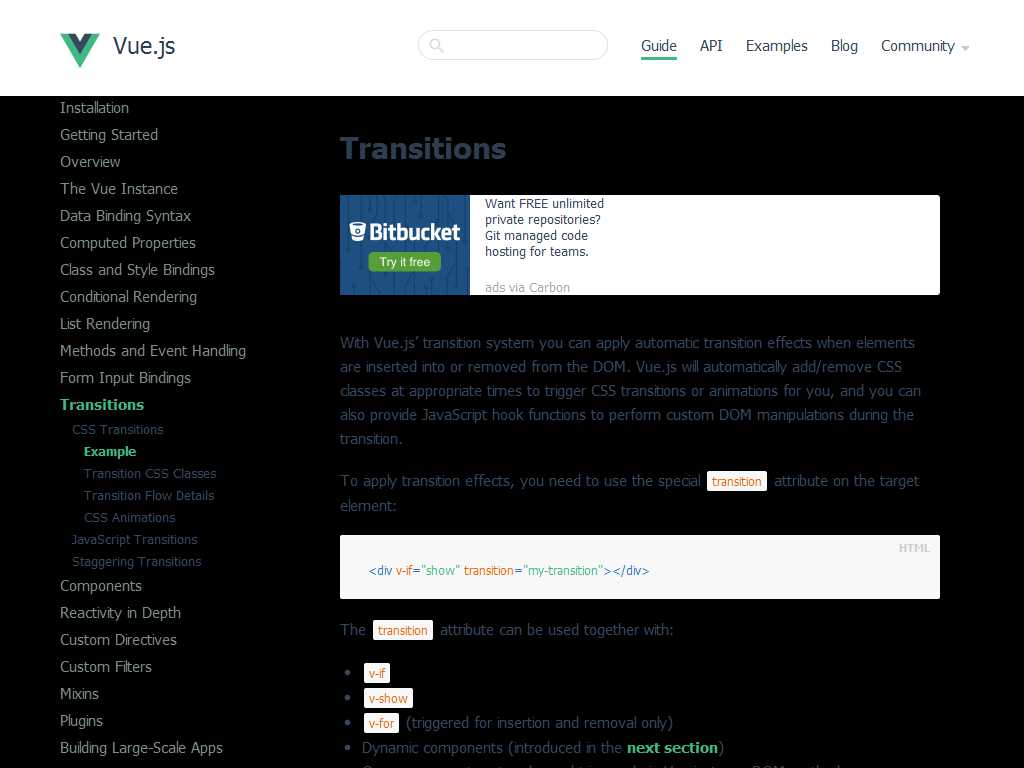 Vue.js
Guide API Examples Blog Community
Installation
Getting Started
Overview
The Vue Instance
Data Binding Syntax
Computed Properties
Class and Style Bindings
Conditional Rendering
List Rendering
Methods and Event Handling
Form Input Bindings
Transitions
CSS Transitions
Example
Transition CSS Classes
Transition Flow Details
CSS Animations
JavaScript Transitions
Staggering Transitions
Components
Reactivity in Depth
Custom Directives
Custom Filters
Mixins
Plugins
Building Large-Scale Apps
Transitions
Bitbucket
Try it free
Want FREE unlimited
private repositories?
Git managed code
hosting for teams.
ads via Carbon
With Vue.js’ transition system you can apply automatic transition effects when elements
are inserted into or removed from the DOM. Vue.js will automatically add/remove CSS
classes at appropriate times to trigger CSS transitions or animations for you, and you can
also provide JavaScript hook functions to perform custom DOM manipulations during the
transition.
To apply transition effects, you need to use the special transition attribute on the target
element:
HTML
<div v-if="show" transition="my-transition"></div>
The transition attribute can be used together with:
• v-if
• v-show
• v-for (triggered for insertion and removal only)
• Dynamic components (introduced in the next section)